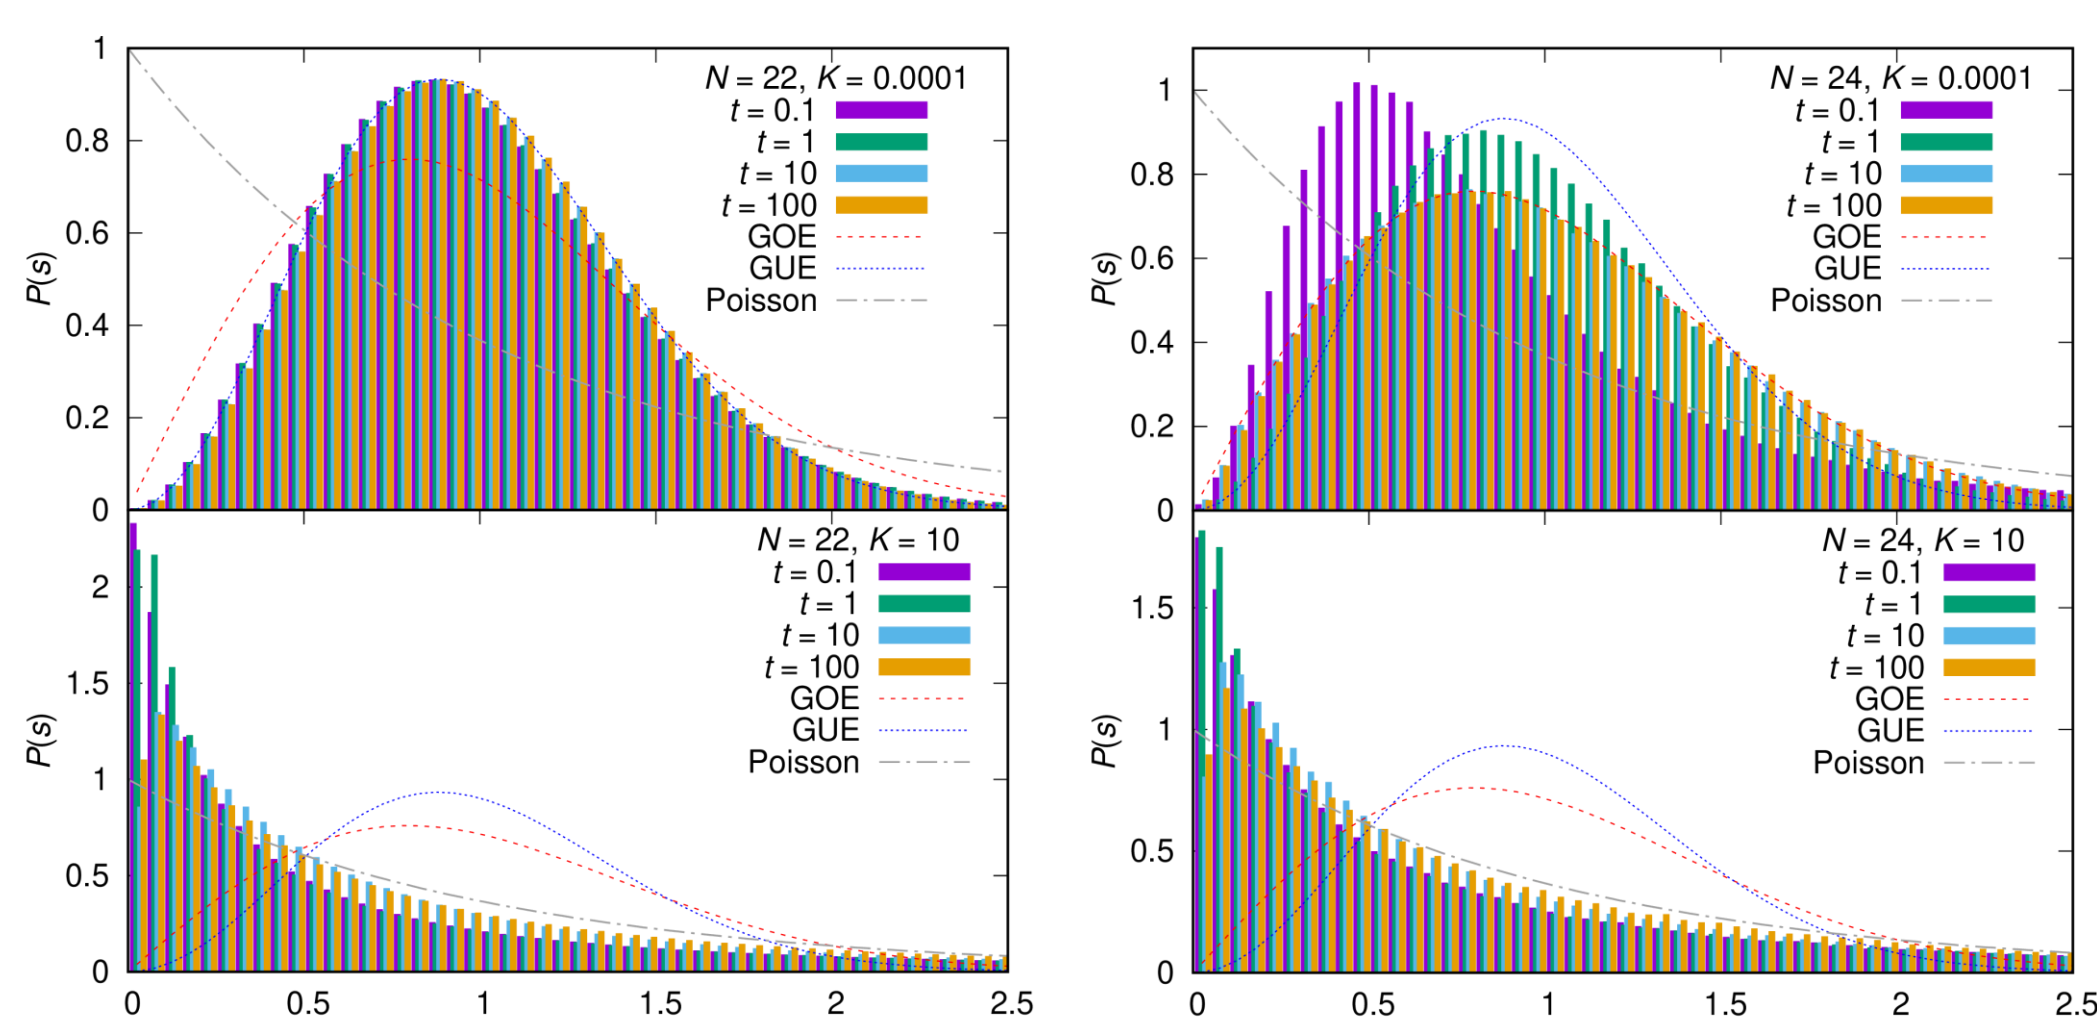 1
0.8
0.6
0.4
0.2
0
P(s)
N = 22, K = 0.0001
t = 0.1
t = 1
t = 10
t = 100
GOE
GUE
Poisson
1
0.8
0.6
0.4
0.2
0
P(s)
N = 24, K = 0.0001
t = 0.1
t = 1
t = 10
t = 100
GOE
GUE
Poisson
2
1.5
1
0.5
0
P(s)
N = 22, K = 10
t = 0.1
t = 1
t = 10
t = 100
GOE
GUE
Poisson
0 0.5 1 1.5 2 2.5
1.5
1
0.5
0
P(s)
N = 24, K = 10
t = 0.1
t = 1
t = 10
t = 100
GOE
GUE
Poisson
0 0.5 1 1.5 2 2.5